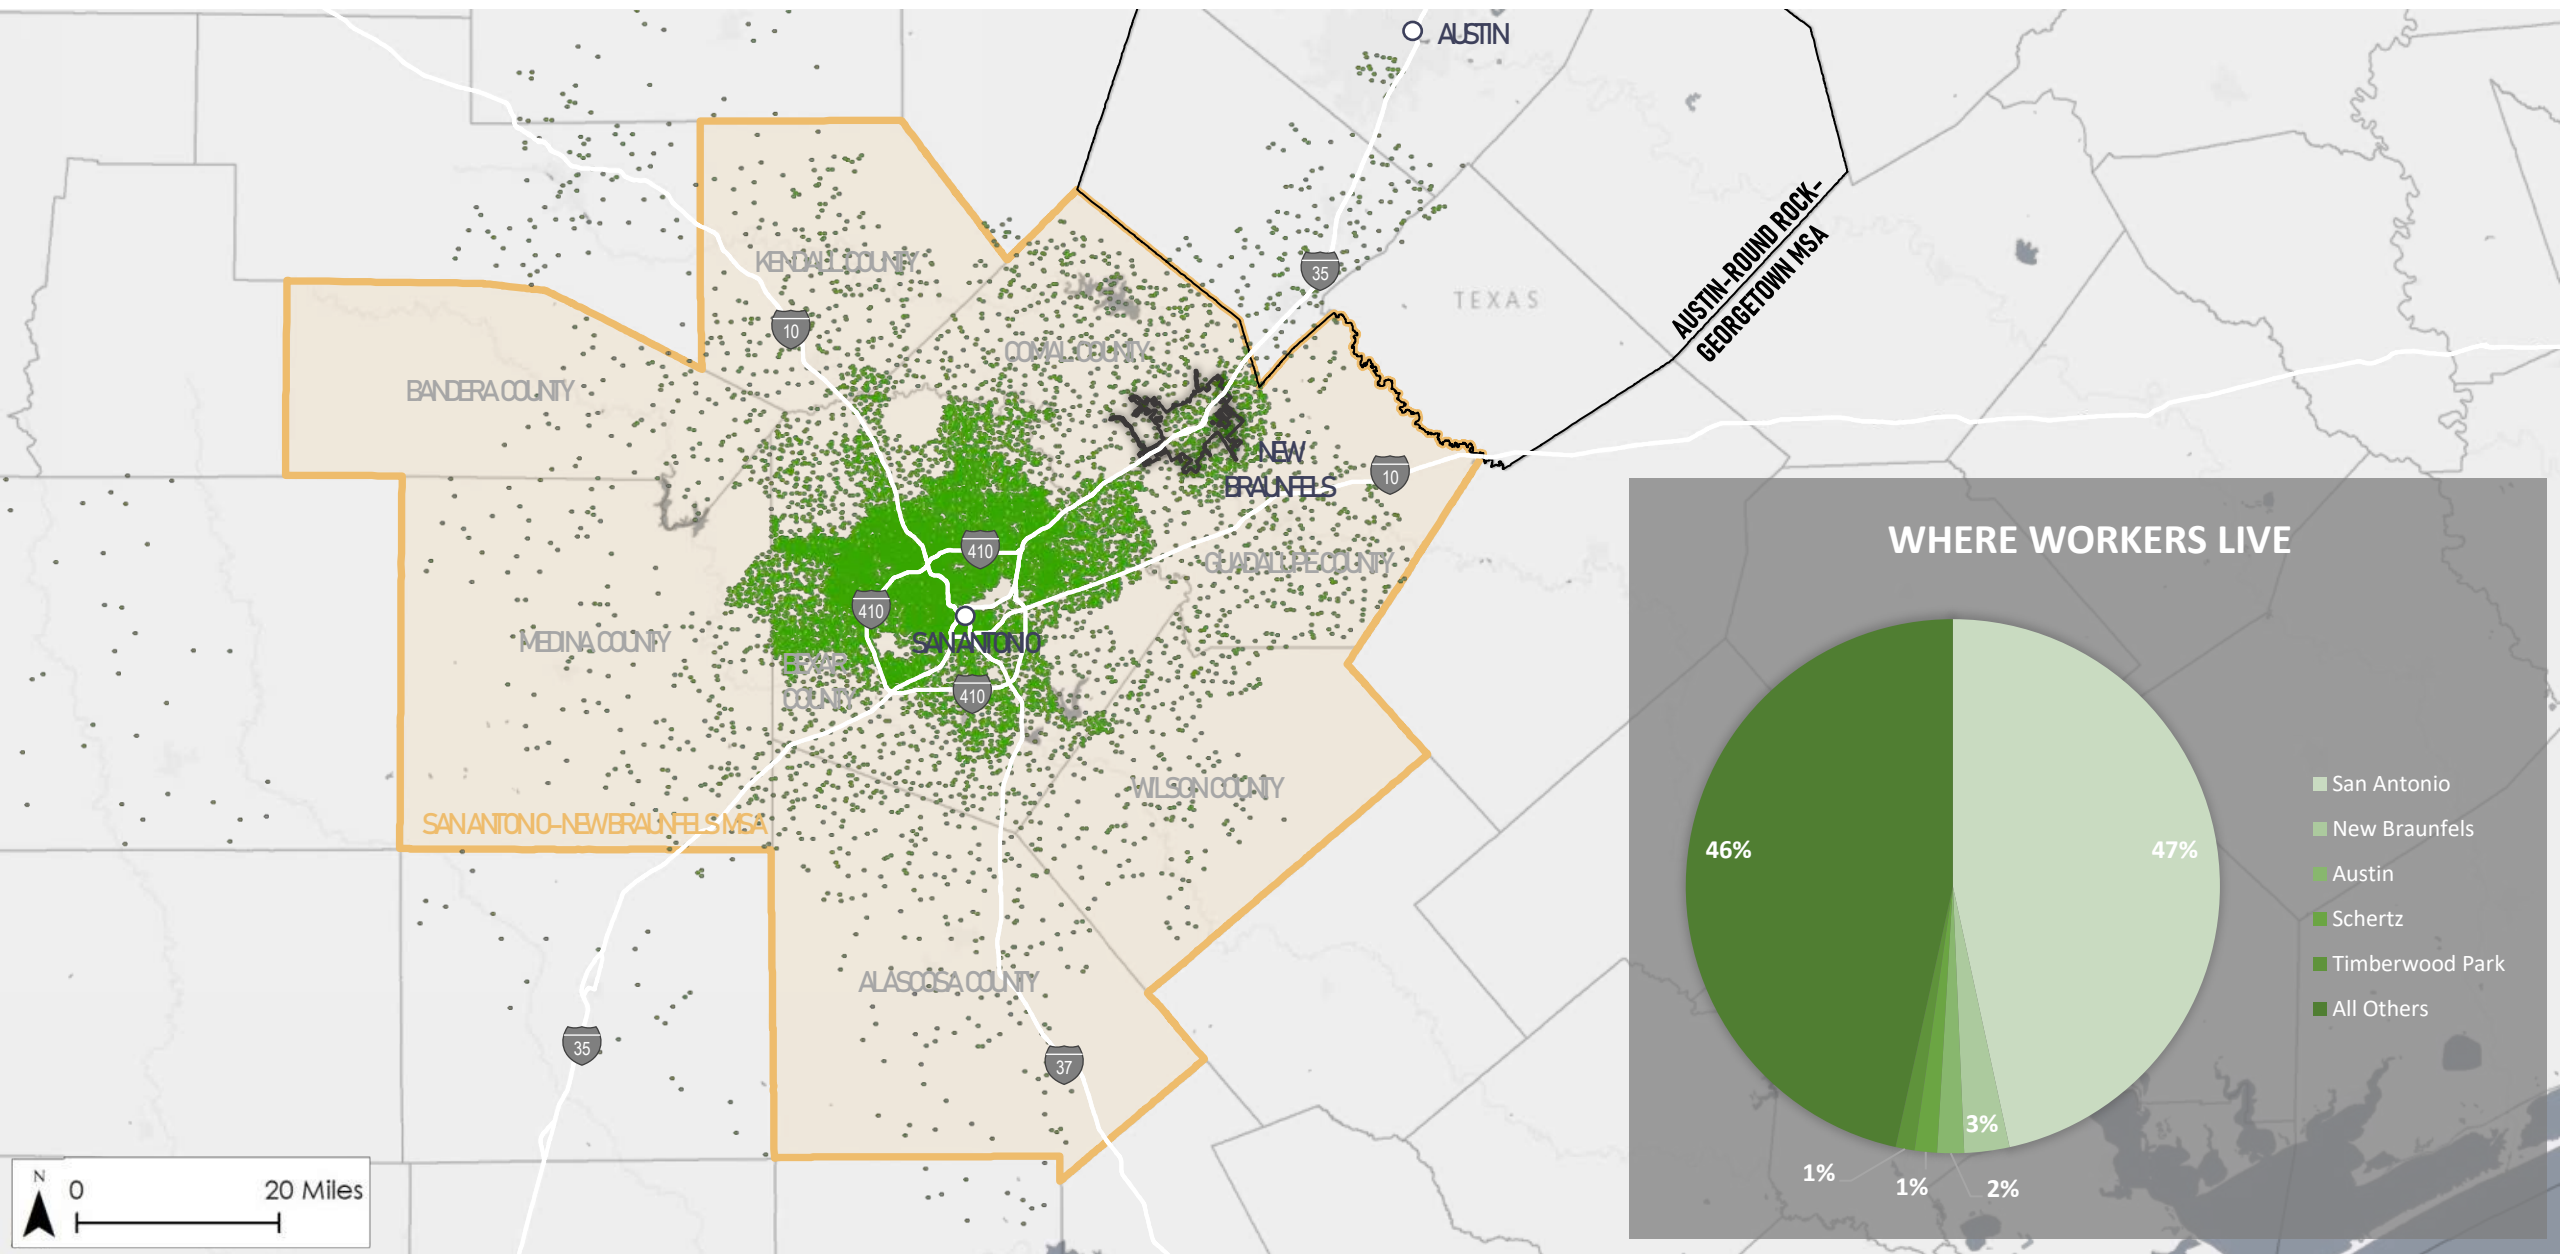 AUSTIN
AUSTIN-ROUND ROCK-
GEORGETOWN MSA
KENDALL COUNTY
35
TEXAS
10
COMAL COUNTY
BANDERA COUNTY
NEW
BRAUNFELS
10
410
GUADALUPE COUNTY
410
SAN ANTONIO
MEDINA COUNTY
BEXAR
COUNTY
410
WILSON COUNTY
SAN ANTONIO-NEW BRAUNFELS MSA
ALASCOSA COUNTY
35
37
N
0 20 Miles
WHERE WORKERS LIVE
46%
47%
3%
1%
1%
2%
San Antonio
New Braunfels
Austin
Schertz
Timberwood Park
All Others